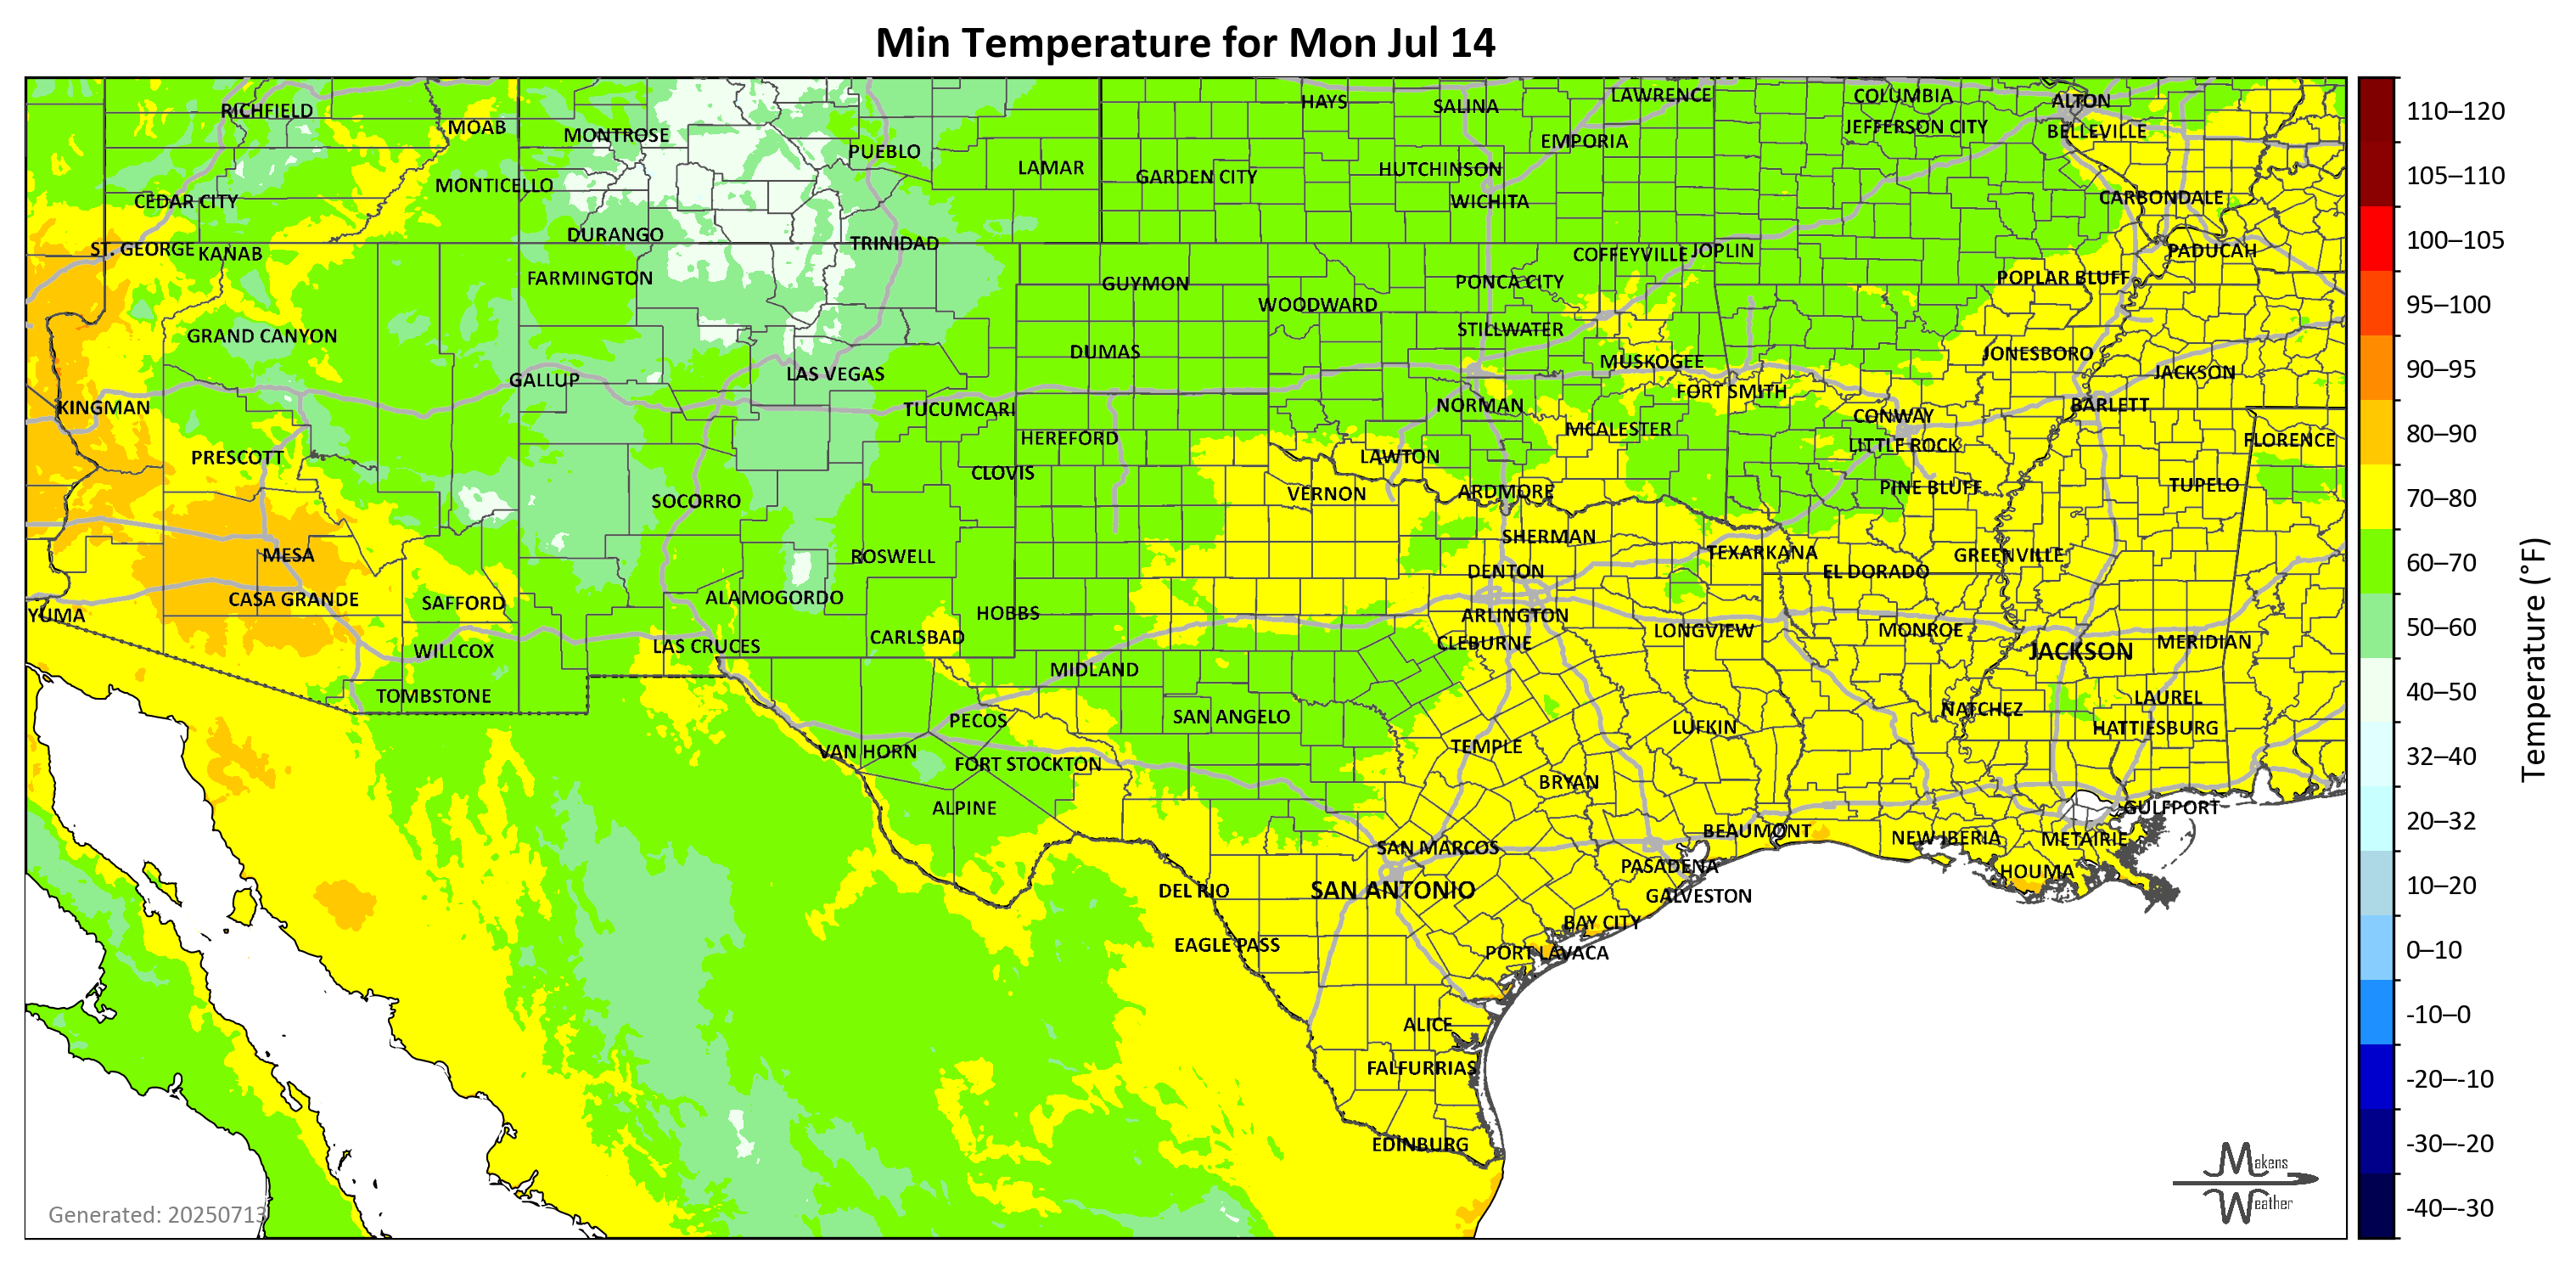 Min Temperature for Mon Jul 14
RICHFIELD
MOAB
MONTROSE
PUEBLO
LAMAR
HAYS
SALINA
LAWRENCE
COLUMBIA
ALTON
JEFFERSON CITY
BELLEVILLE
EMPORIA
HUTCHINSON
GARDEN CITY
WICHITA
MONTICELLO
CEDAR CITY
CARBONDALE
DURANGO
TRINIDAD
ST. GEORGE
KANAB
COFFEYVILLE
JOPLIN
PADUCAH
FARMINGTON
GUYMON
PONCA CITY
POPLAR BLUFF
WOODWARD
STILLWATER
GRAND CANYON
DUMAS
MUSKOGEE
JONESBORO
JACKSON
LAS VEGAS
GALLUP
FORT SMITH
KINGMAN
TUCUMCARI
NORMAN
CONWAY
BARLETT
MCALESTER
HEREFORD
LITTLE ROCK
FLORENCE
PRESCOTT
LAWTON
CLOVIS
VERNON
ARDMORE
PINE BLUFF
TUPELO
SOCORRO
SHERMAN
MESA
ROSWELL
TEXARKANA
GREENVILLE
DENTON
EL DORADO
CASA GRANDE
SAFFORD
ALAMOGORDO
HOBBS
YUMA
ARLINGTON
CARLSBAD
CLEBURNE
LONGVIEW
MONROE
WILLCOX
LAS CRUCES
JACKSON
MERIDIAN
MIDLAND
TOMBSTONE
LAUREL
NATCHEZ
PECOS
SAN ANGELO
LUFKIN
HATTIESBURG
VAN HORN
FORT STOCKTON
TEMPLE
BRYAN
ALPINE
GULFPORT
BEAUMONT
NEW IBERIA
METAIRIE
SAN MARCOS
PASADENA
HOUMA
DEL RIO
SAN ANTONIO
GALVESTON
BAY CITY
EAGLE PASS
PORT LAVACA
ALICE
FALFURRIAS
EDINBURG
Generated: 20250713
Makens
Weather
110–120
105–110
100–105
95–100
90–95
80–90
70–80
60–70
50–60
40–50
32–40
20–32
10–20
0–10
-10–0
-20–-10
-30–-20
-40–-30
Temperature (°F)